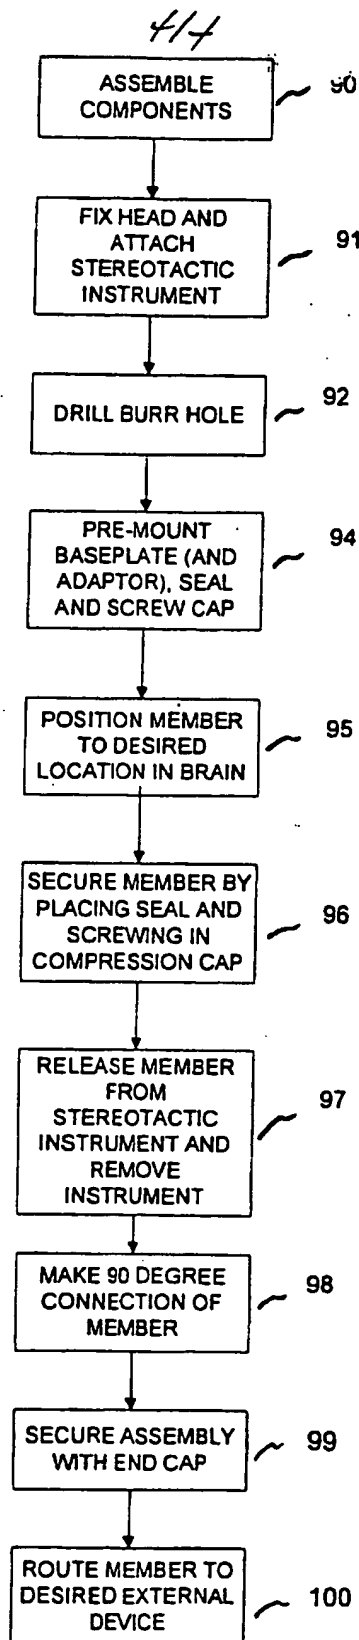 4/4
ASSEMBLE
COMPONENTS
90
FIX HEAD AND
ATTACH
STEREOTACTIC
INSTRUMENT
91
DRILL BURR HOLE
92
PRE-MOUNT
BASEPLATE (AND
ADAPTOR), SEAL
AND SCREW CAP
94
POSITION MEMBER
TO DESIRED
LOCATION IN BRAIN
95
SECURE MEMBER BY
PLACING SEAL AND
SCREWING IN
COMPRESSION CAP
96
RELEASE MEMBER
FROM
STEREOTACTIC
INSTRUMENT AND
REMOVE
INSTRUMENT
97
MAKE 90 DEGREE
CONNECTION OF
MEMBER
98
SECURE ASSEMBLY
WITH END CAP
99
ROUTE MEMBER TO
DESIRED EXTERNAL
DEVICE
100